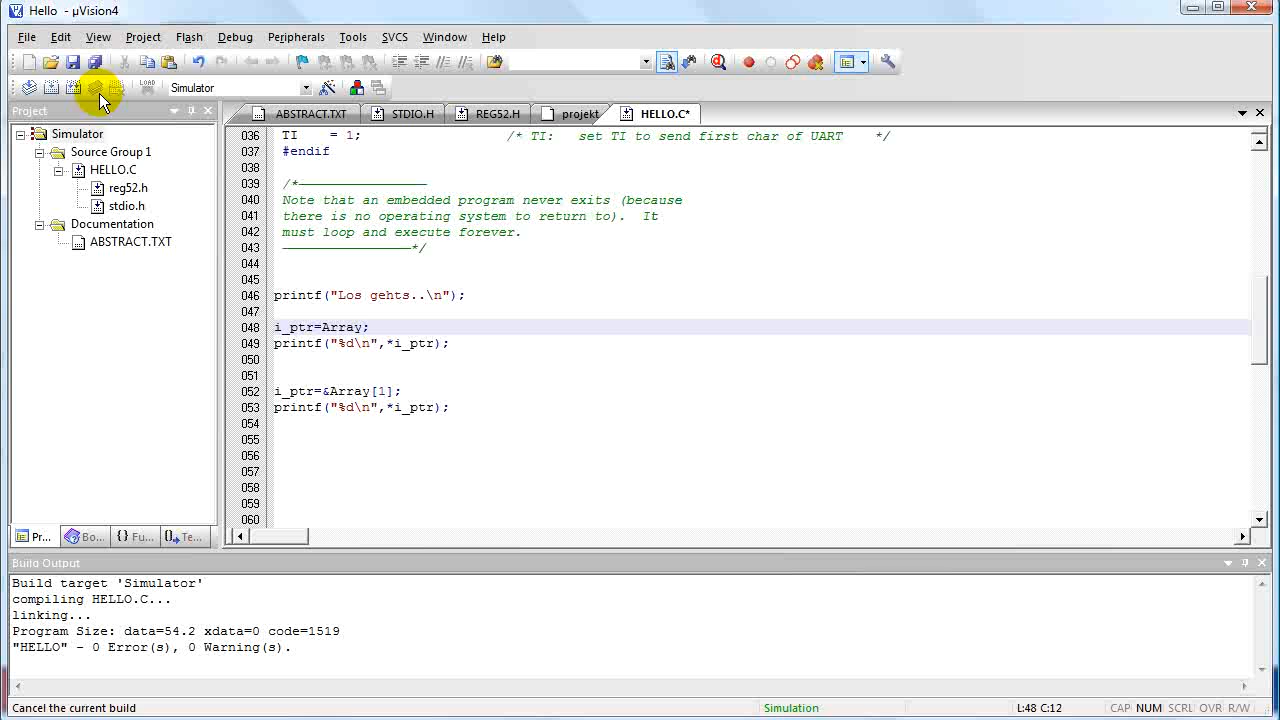 Hello - µVision4
File Edit View Project Flash Debug Peripherals Tools SVCS Window Help
LOAD Simulator
Project
ABSTRACT.TXT STDIO.H REG52.H projekt HELLO.C*
Simulator
Source Group 1
HELLO.C
reg52.h
stdio.h
Documentation
ABSTRACT.TXT
036 TI = 1; /* TI: set TI to send first char of UART */
037 #endif
038
039 /*
040 Note that an embedded program never exits (because
041 there is no operating system to return to). It
042 must loop and execute forever.
043 */
044
045
046 printf("Los gehts..\n");
047
048 i_ptr=Array;
049 printf("%d\n",*i_ptr);
050
051
052 i_ptr=&Array[1];
053 printf("%d\n",*i_ptr);
054
055
056
057
058
059
060
Pr... Bo... {} Fu... Te...
Build Output
Build target 'Simulator'
compiling HELLO.C...
linking...
Program Size: data=54.2 xdata=0 code=1519
"HELLO" - 0 Error(s), 0 Warning(s).
Cancel the current build Simulation L:48 C:12 CAP NUM SCRL OVR R/W